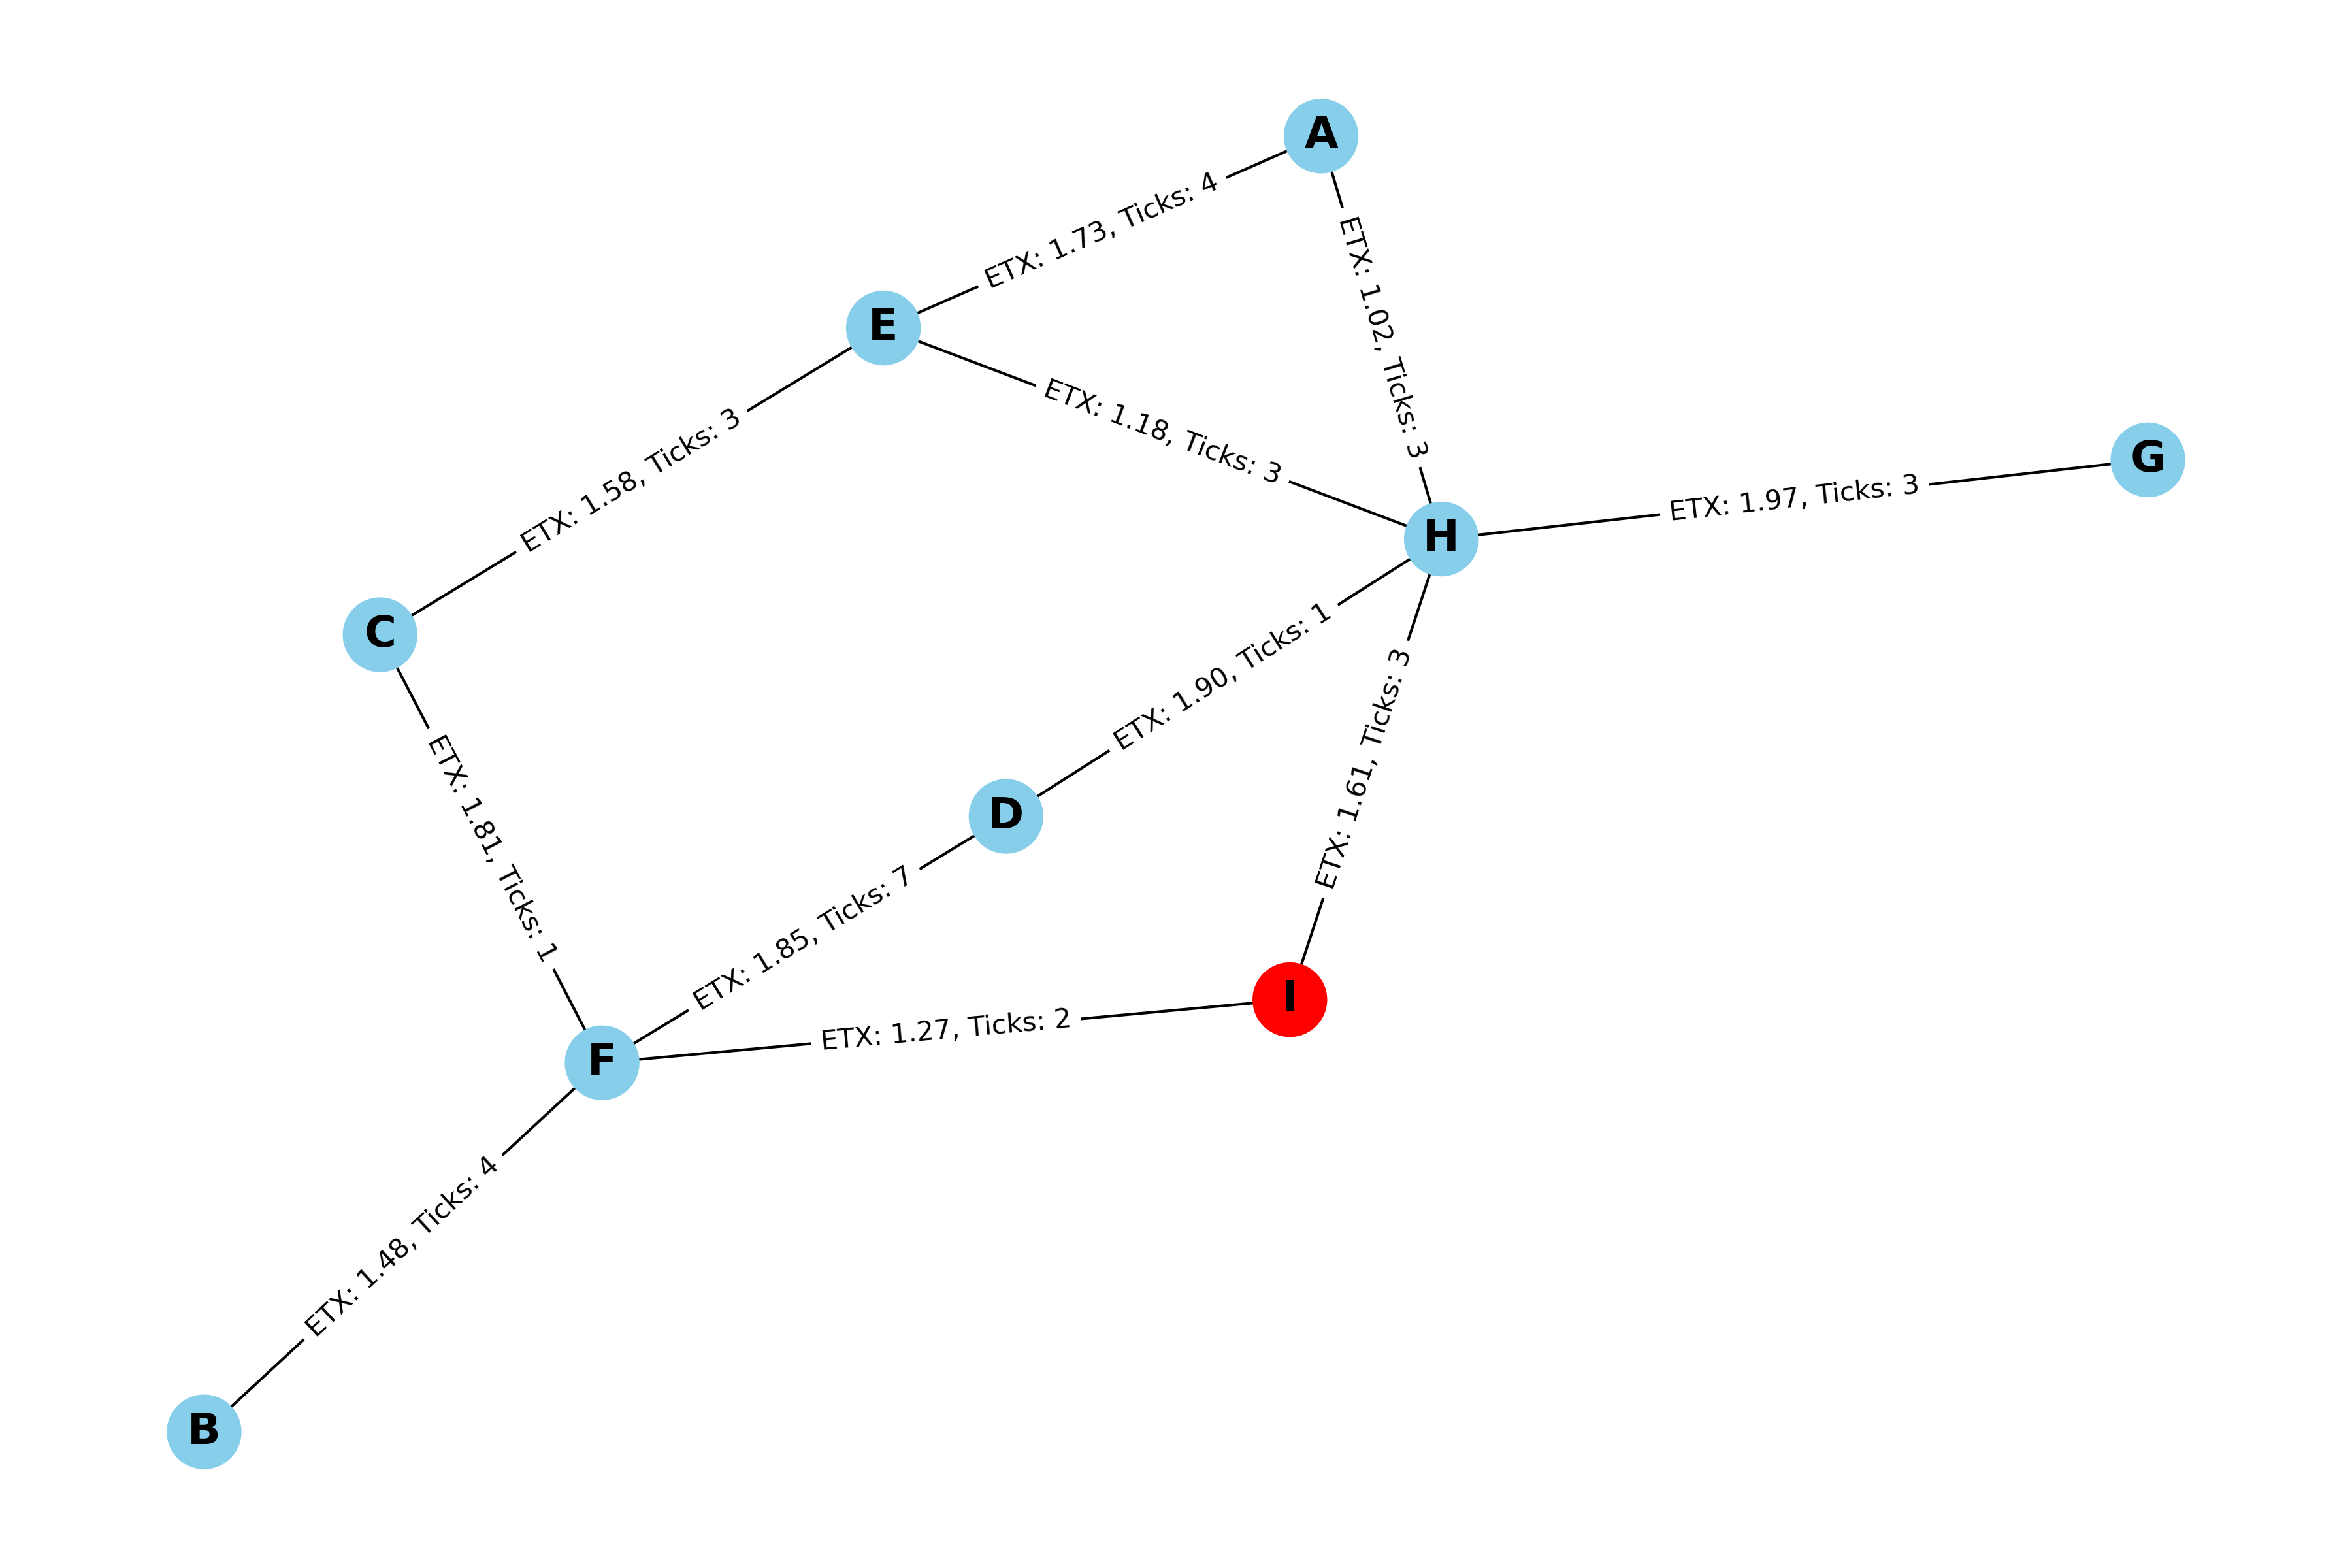 A
ETX: 1.73, Ticks: 4
ETX: 1.02, Ticks: 3
E
ETX: 1.18, Ticks: 3
G
ETX: 1.58, Ticks: 3
ETX: 1.97, Ticks: 3
H
C
ETX: 1.90, Ticks: 1
ETX: 1.61, Ticks: 3
D
ETX: 1.81, Ticks: 1
ETX: 1.85, Ticks: 7
I
ETX: 1.27, Ticks: 2
F
ETX: 1.48, Ticks: 4
B